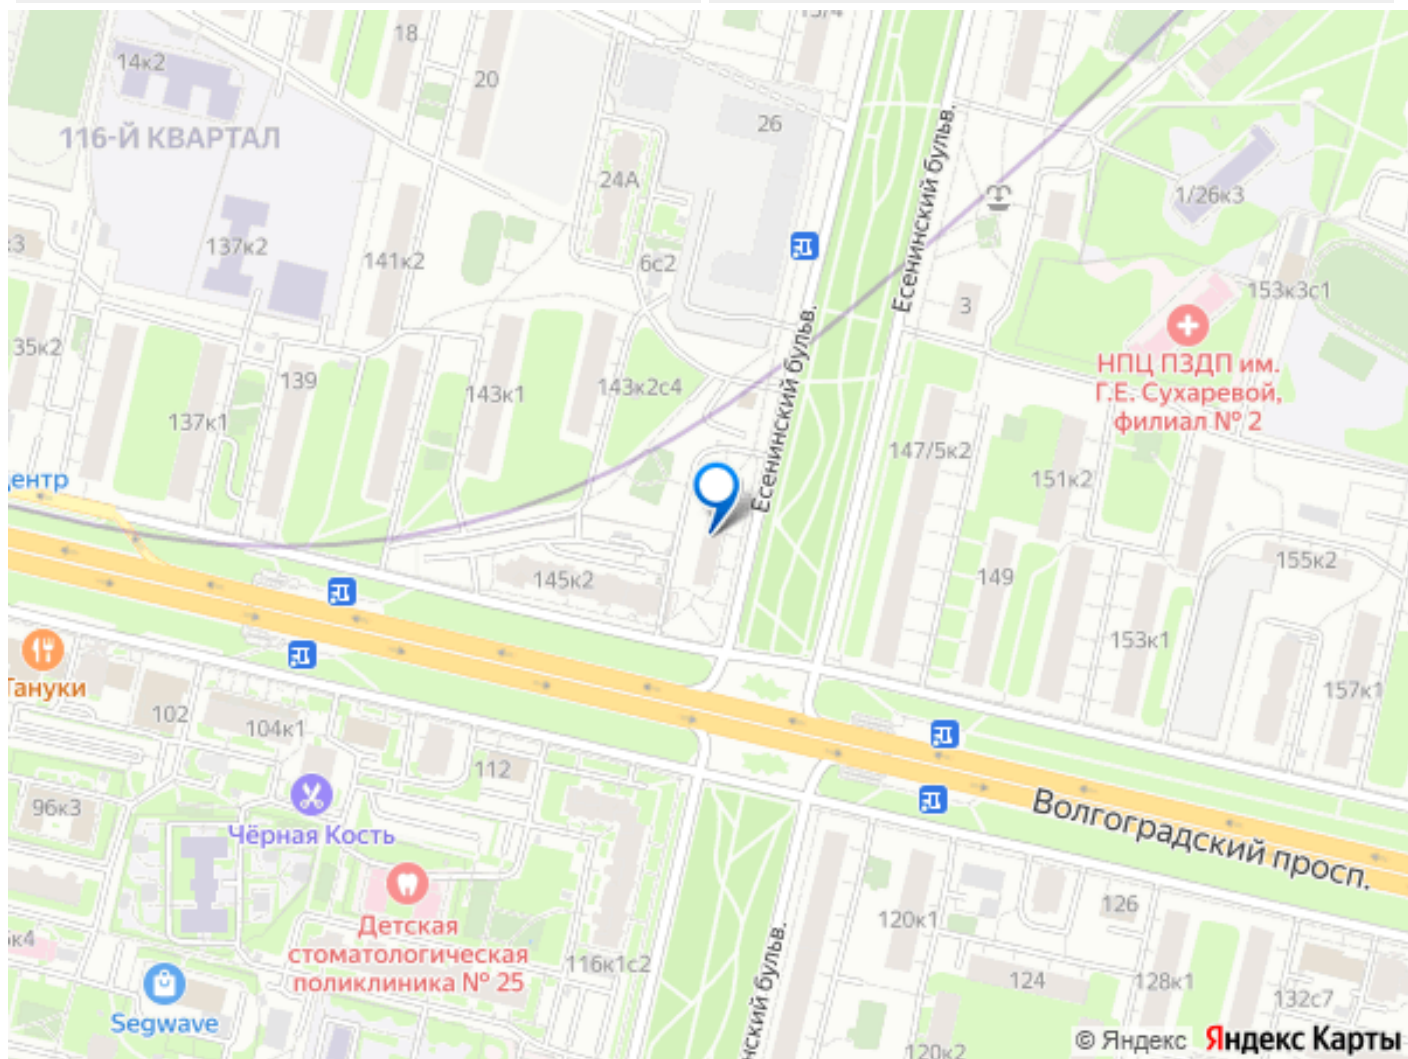 18
14к2
20
116-Й КВАРТАЛ
26
24А
Есенинский бульв.
1/26к3
137к2
141к2
6с2
3
153к3с1
35к2
139
143к1
143к2с4
Есенинский бульв.
НПЦ ПЗДП им.
Г.Е. Сухаревой,
филиал № 2
137к1
147/5к2
151к2
ентр
145к2
149
155к2
153к1
157к1
Тануки
102
104к1
112
96к3
Чёрная Кость
Волгоградский просп.
Детская
стоматологическая
поликлиника № 25
116к1с2
120к1
126
124
128к1
132с7
Segwave
нский бульв.
120к2
© Яндекс Яндекс Карты